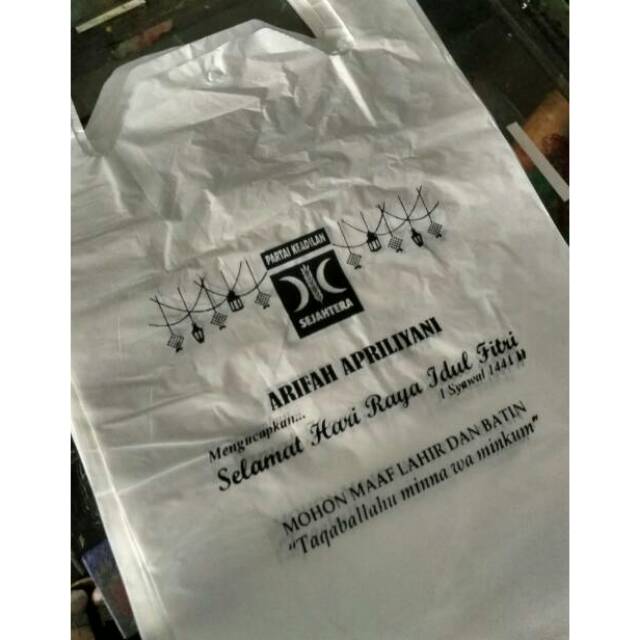 PARTAI KEADILAN
SEJAHTERA
ARIFAH APRILIYANI
Mengucapkan...
Selamat Hari Raya Idul Fitri
1 Syawal 1441 H
MOHON MAAF LAHIR DAN BATIN
"Taqaballahu minna wa minkum"